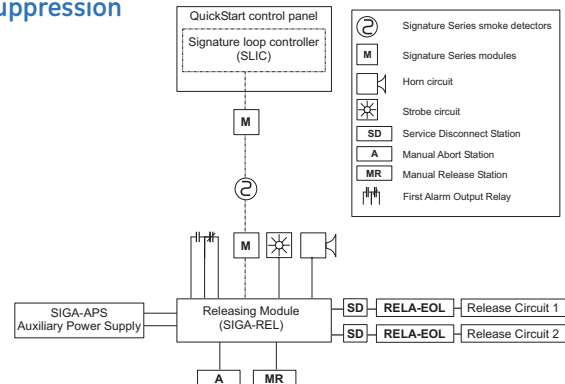 uppression
QuickStart control panel
Signature loop controller
(SLIC)
M
M
SIGA-APS
Auxiliary Power Supply
Releasing Module
(SIGA-REL)
SD
RELA-EOL
Release Circuit 1
SD
RELA-EOL
Release Circuit 2
A
MR
Signature Series smoke detectors
M
Signature Series modules
Horn circuit
Strobe circuit
SD
Service Disconnect Station
A
Manual Abort Station
MR
Manual Release Station
First Alarm Output Relay